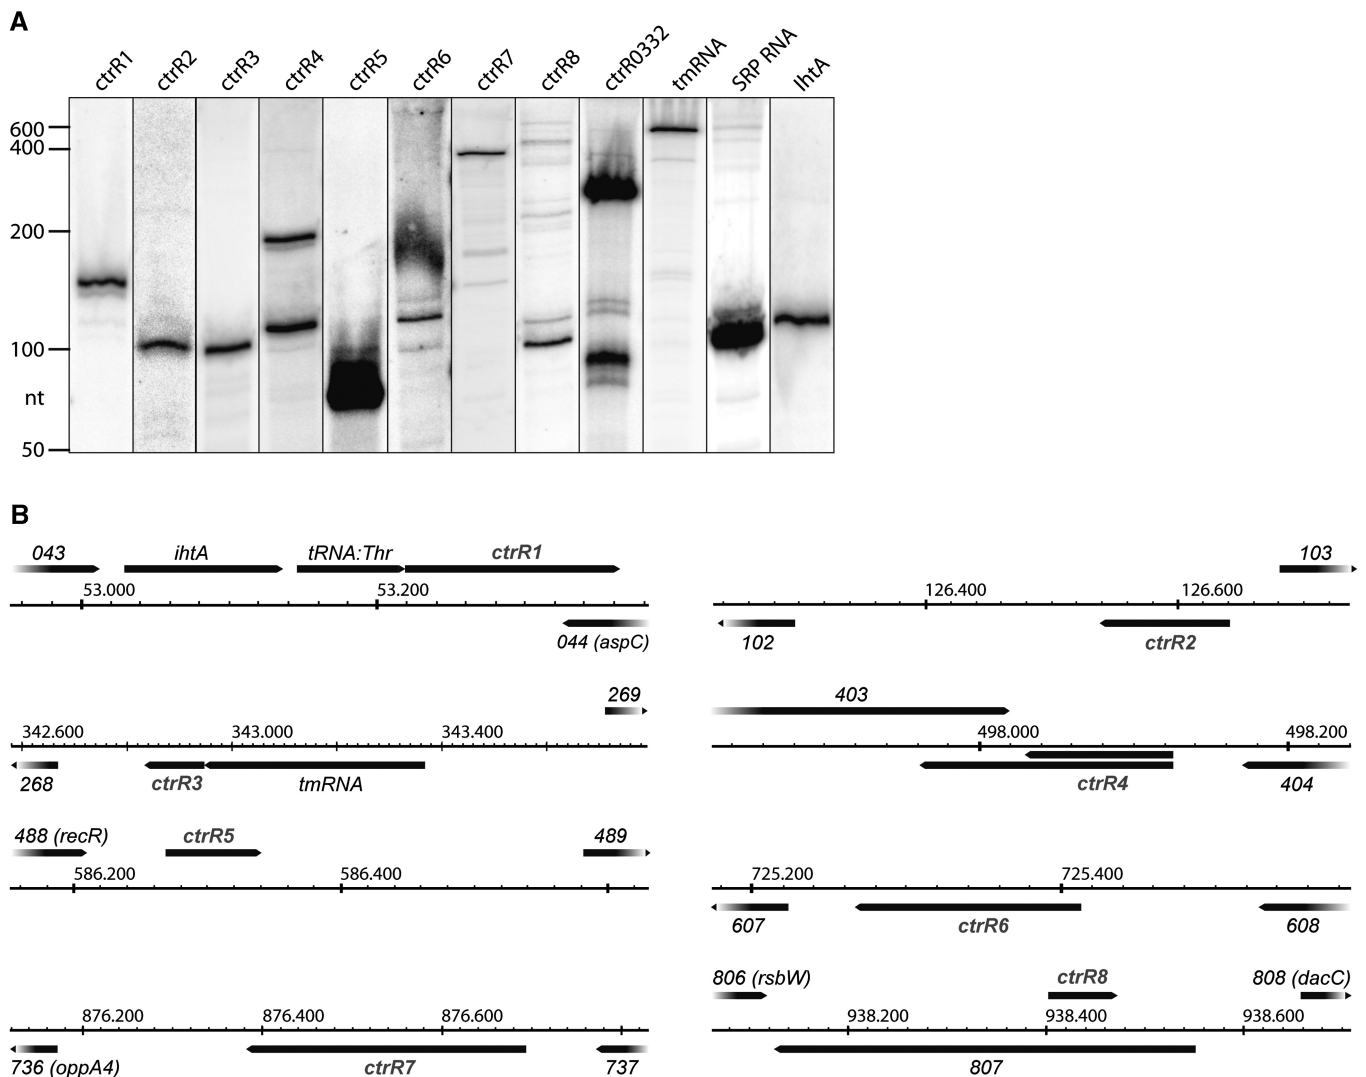 A
ctrR1 ctrR2 ctrR3 ctrR4 ctrR5 ctrR6 ctrR7 ctrR8 ctrR0332 tmRNA SRP RNA IhtA
600
400
200
100
nt
50
B
043 ihtA tRNA:Thr ctrR1
53.000 53.200
044 (aspC)
103
126.400 126.600
102 ctrR2
269
342.600 343.000 343.400
268 ctrR3 tmRNA
403
498.000 498.200
ctrR4 404
488 (recR) ctrR5 489
586.200 586.400
725.200 725.400
607 ctrR6 608
876.200 876.400 876.600
736 (oppA4) ctrR7 737
806 (rsbW) ctrR8 808 (dacC)
938.200 938.400 938.600
807